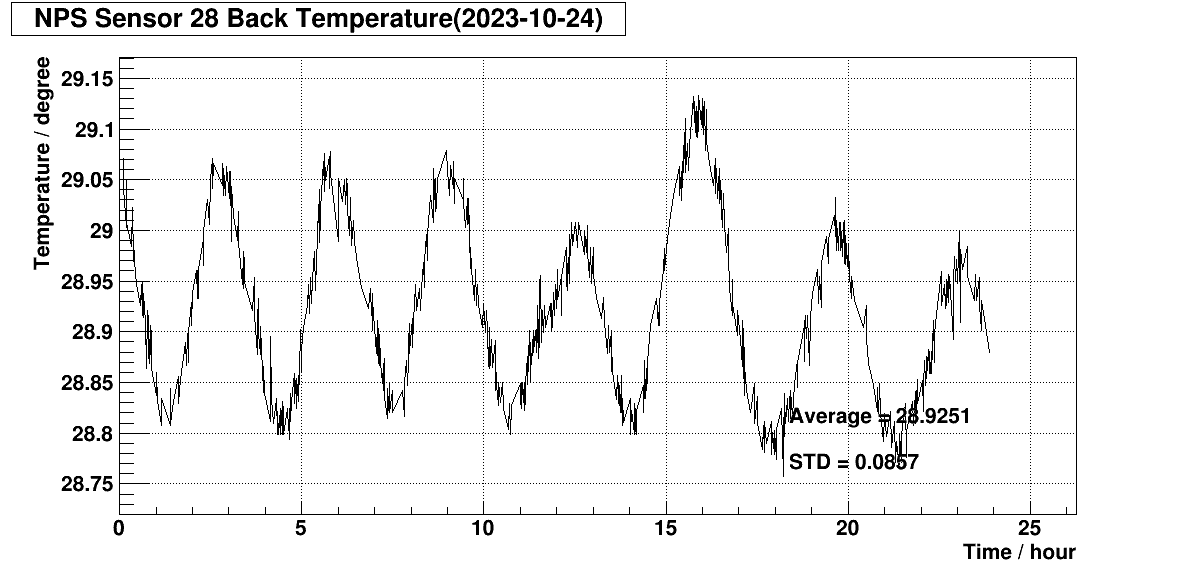 NPS Sensor 28 Back Temperature(2023-10-24)
Temperature / degree
29.15
29.1
29.05
29
28.95
28.9
28.85
28.8
28.75
Average = 28.9251
STD = 0.0857
0 5 10 15 20 25
Time / hour